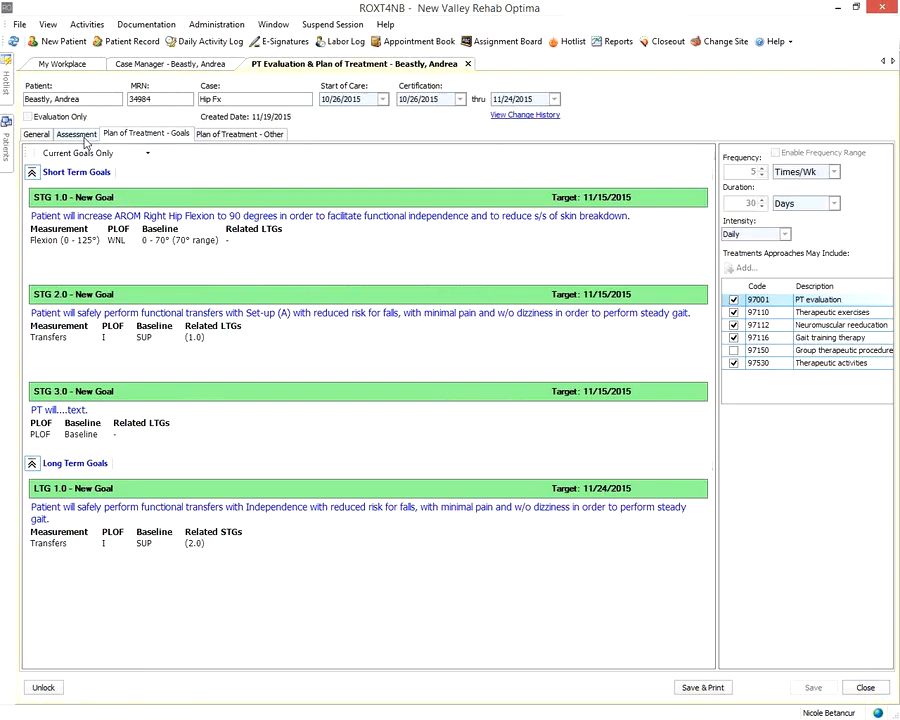 ROXT4NB - New Valley Rehab Optima
File View Activities Documentation Administration Window Suspend Session Help
New Patient Patient Record Daily Activity Log E-Signatures Labor Log Appointment Book Assignment Board Hotlist Reports Closeout Change Site Help
My Workplace Case Manager - Beastly, Andrea PT Evaluation & Plan of Treatment - Beastly, Andrea
Hotlist
Patients
Patient: MRN: Case: Start of Care: Certification:
Beastly, Andrea 34984 Hip Fx 10/26/2015 10/26/2015 thru 11/24/2015
Evaluation Only Created Date: 11/19/2015 View Change History
General Assessment Plan of Treatment - Goals Plan of Treatment - Other
Current Goals Only
Short Term Goals
STG 1.0 - New Goal Target: 11/15/2015
Patient will increase AROM Right Hip Flexion to 90 degrees in order to facilitate functional independence and to reduce s/s of skin breakdown.
Measurement PLOF Baseline Related LTGs
Flexion (0 - 125°) WNL 0 - 70° (70° range) -
STG 2.0 - New Goal Target: 11/15/2015
Patient will safely perform functional transfers with Set-up (A) with reduced risk for falls, with minimal pain and w/o dizziness in order to perform steady gait.
Measurement PLOF Baseline Related LTGs
Transfers I SUP (1.0)
STG 3.0 - New Goal Target: 11/15/2015
PT will....text.
PLOF Baseline Related LTGs
PLOF Baseline -
Long Term Goals
LTG 1.0 - New Goal Target: 11/24/2015
Patient will safely perform functional transfers with Independence with reduced risk for falls, with minimal pain and w/o dizziness in order to perform steady
gait.
Measurement PLOF Baseline Related STGs
Transfers I SUP (2.0)
Frequency: Enable Frequency Range
5 Times/Wk
Duration:
30 Days
Intensity:
Daily
Treatments Approaches May Include:
Add...
Code Description
97001 PT evaluation
97110 Therapeutic exercises
97112 Neuromuscular reeducation
97116 Gait training therapy
97150 Group therapeutic procedure
97530 Therapeutic activities
Unlock Save & Print Save Close
Nicole Betancur